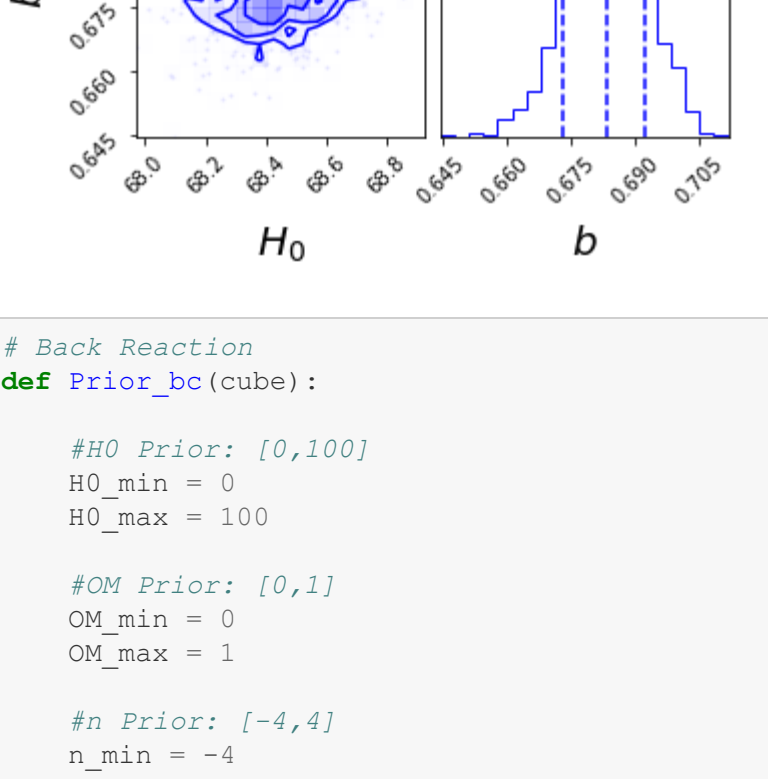 0.675
0.660
0.645
68.0
68.2
68.4
68.6
68.8
0.645
0.660
0.675
0.690
0.705
H0
b
# Back Reaction
def Prior_bc(cube):
#H0 Prior: [0,100]
H0_min = 0
H0_max = 100
#OM Prior: [0,1]
OM_min = 0
OM_max = 1
#n Prior: [-4,4]
n_min = -4